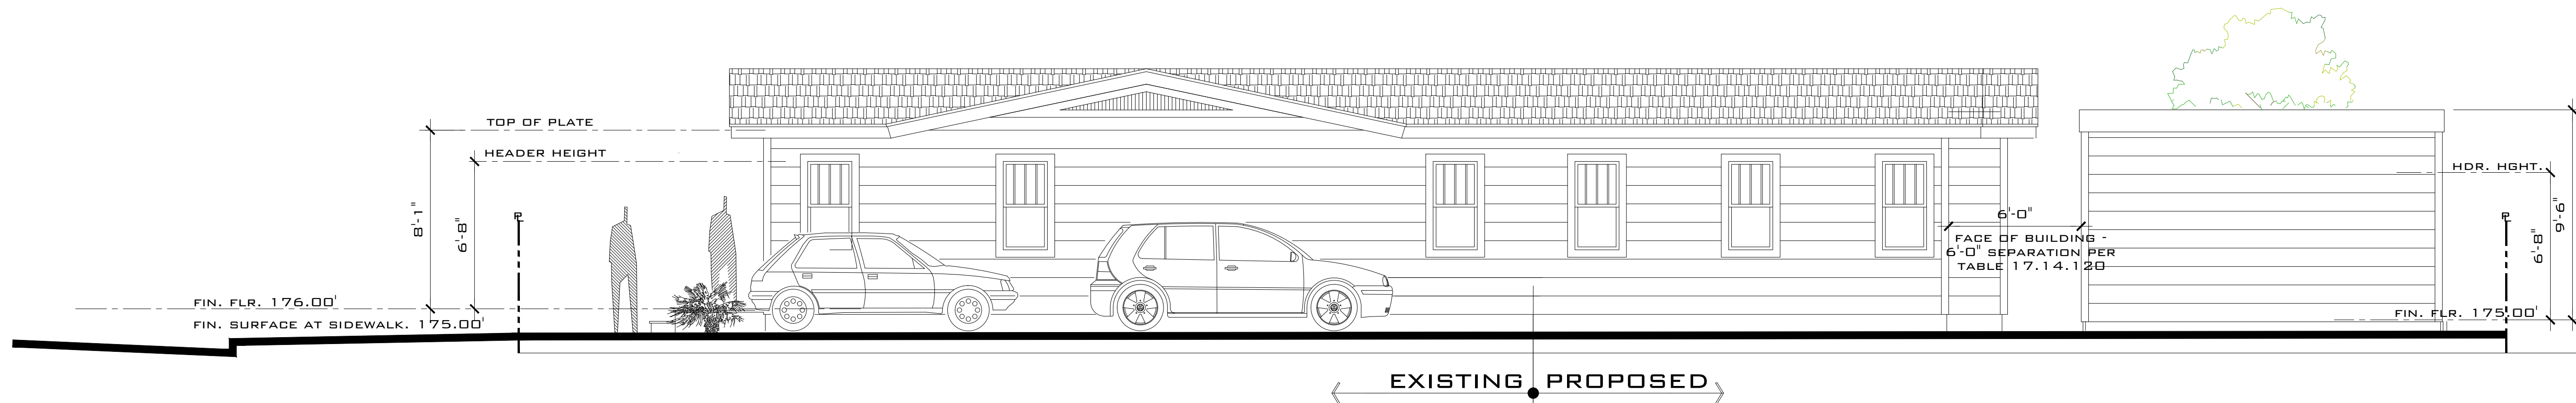 TOP OF PLATE
HEADER HEIGHT
8'-1"
6'-8"
PL
FIN. FLR. 176.00'
FIN. SURFACE AT SIDEWALK. 175.00'
6'-0"
FACE OF BUILDING -
6'-0" SEPARATION PER
TABLE 17.14.120
HDR. HGHT.
PL
6'-8"
9'-6"
FIN. FLR. 175.00'
EXISTING PROPOSED